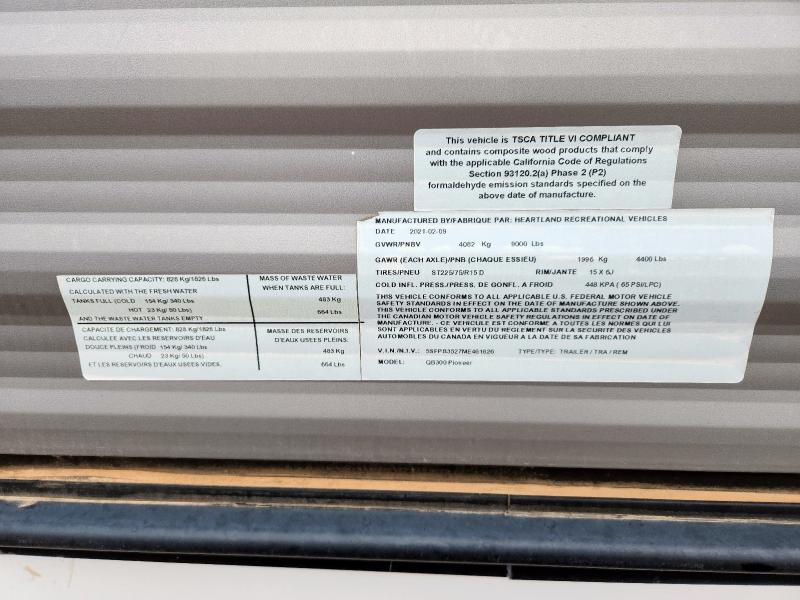 This vehicle is TSCA TITLE VI COMPLIANT
and contains composite wood products that comply
with the applicable California Code of Regulations
Section 93120.2(a) Phase 2 (P2)
formaldehyde emission standards specified on the
above date of manufacture.
MANUFACTURED BY/FABRIQUE PAR: HEARTLAND RECREATIONAL VEHICLES
DATE 2021-02-09
GVWR/PNBV 4082 Kg 9000 Lbs
GAWR (EACH AXLE)/PNB (CHAQUE ESSIEU) 1996 Kg 4400 Lbs
TIRES/PNEU ST225/75/R15 D RIM/JANTE 15 X 6J
COLD INFL. PRESS./PRESS. DE GONFL. A FROID 448 KPA ( 65 PSI/LPC)
THIS VEHICLE CONFORMS TO ALL APPLICABLE U.S. FEDERAL MOTOR VEHICLE
SAFETY STANDARDS IN EFFECT ON THE DATE OF MANUFACTURE SHOWN ABOVE.
THIS VEHICLE CONFORMS TO ALL APPLICABLE STANDARDS PRESCRIBED UNDER
THE CANADIAN MOTOR VEHICLE SAFETY REGULATIONS IN EFFECT ON DATE OF
MANUFACTURE. - CE VEHICULE EST CONFORME A TOUTES LES NORMES QUI LUI
SONT APPLICABLES EN VERTU DU REGLEMENT SUR LA SECURITE DES VEHICLES
AUTOMOBILES DU CANADA EN VIGUEUR A LA DATE DE SA FABRICATION
V.I.N./N.I.V.: 5SFPB3527ME461826 TYPE/TYPE: TRAILER / TRA / REM
MODEL: QB300 Pioneer
CARGO CARRYING CAPACITY: 828 Kg/1826 Lbs
CALCULATED WITH THE FRESH WATER
TANKS FULL (COLD 154 Kg/ 340 Lbs
HOT 23 Kg/ 50 Lbs)
AND THE WASTE WATER TANKS EMPTY
MASS OF WASTE WATER
WHEN TANKS ARE FULL:
483 Kg
664 Lbs
CAPACITE DE CHARGEMENT: 828 Kg/1826 Lbs
CALCULEE AVEC LES RESERVOIRS D'EAU
DOUCE PLEINS (FROID 154 Kg/ 340 Lbs
CHAUD 23 Kg/ 50 Lbs)
ET LES RESERVOIRS D'EAUX USEES VIDES.
MASSE DES RESERVOIRS
D'EAUX USEES PLEINS.
483 Kg
664 Lbs